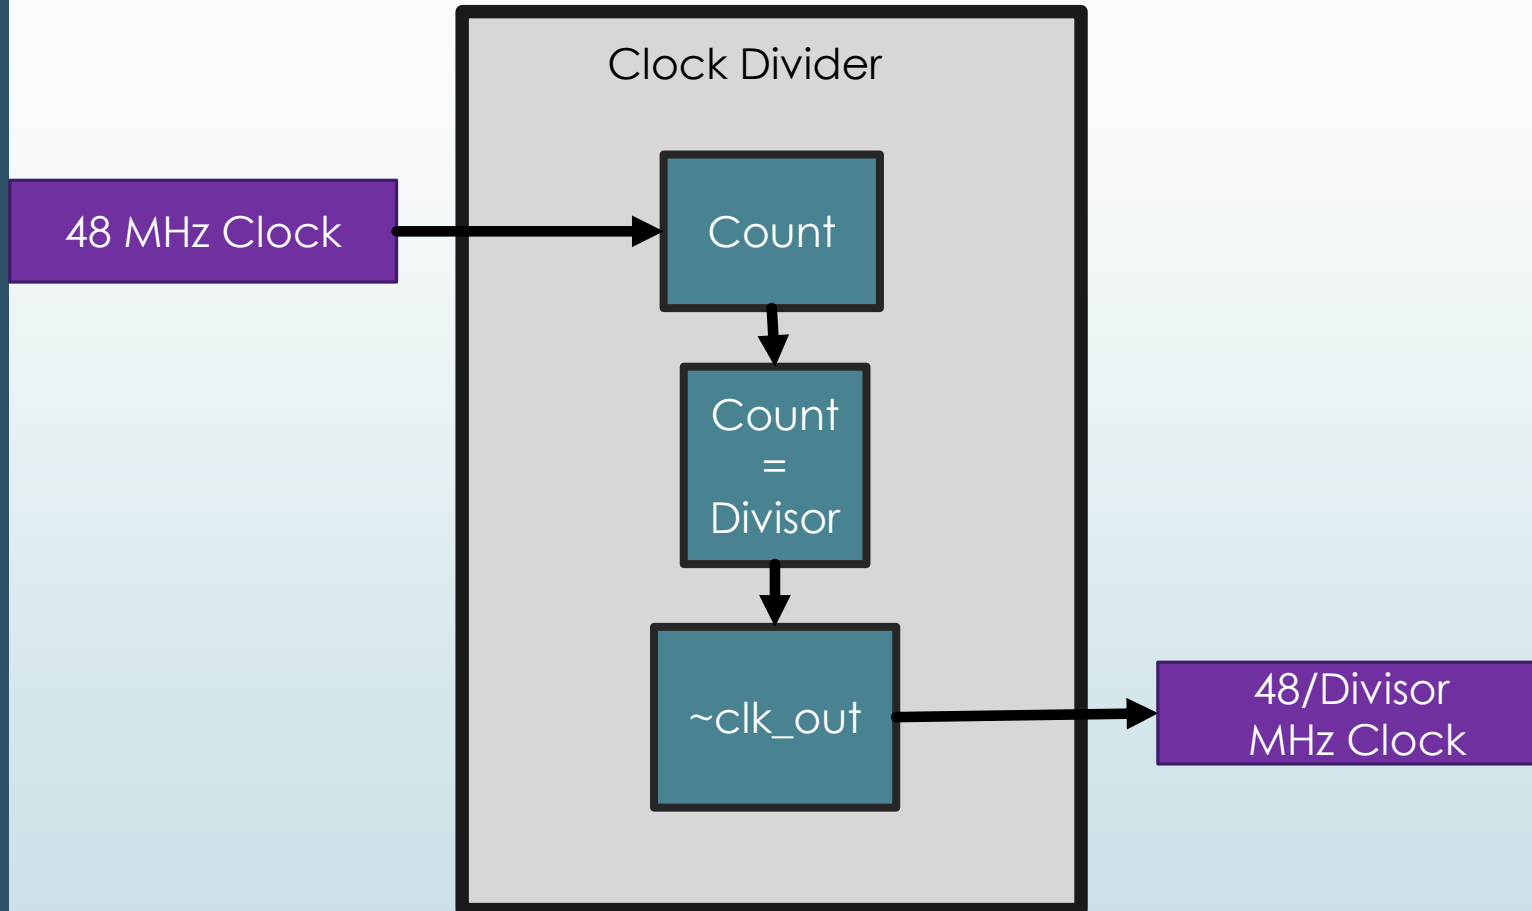 Clock Divider
48 MHz Clock
Count
Count
=
Divisor
~clk_out
48/Divisor
MHz Clock